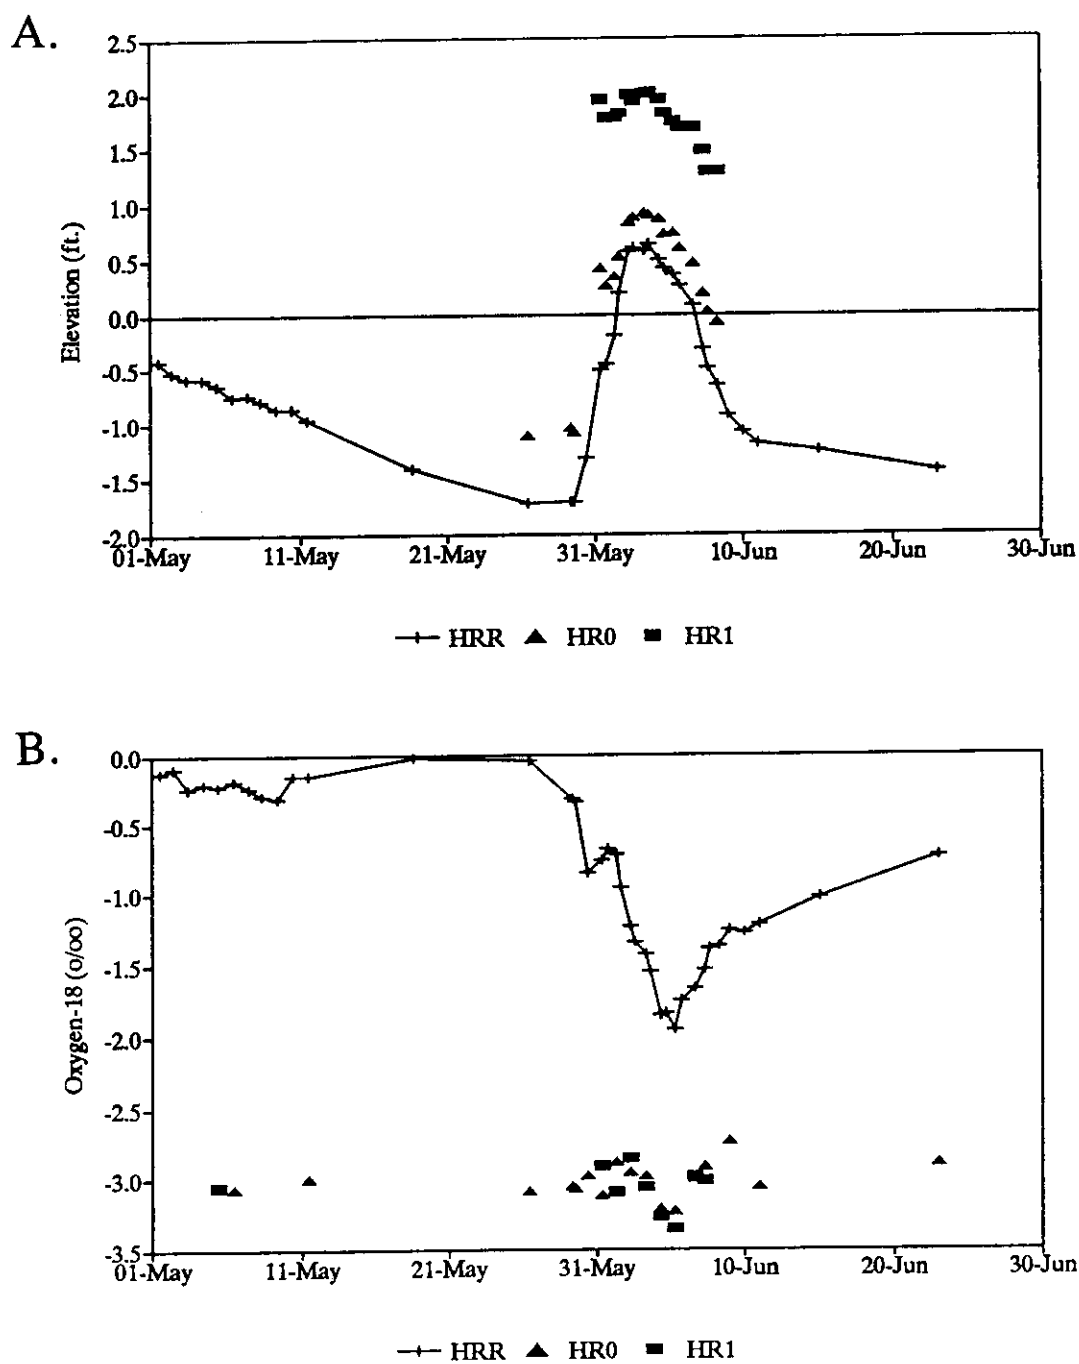 A.
2.5
2.0
1.5
1.0
0.5
0.0
-0.5
-1.0
-1.5
-2.0
Elevation (ft.)
01-May 11-May 21-May 31-May 10-Jun 20-Jun 30-Jun
HRR HR0 HR1
B.
0.0
-0.5
-1.0
-1.5
-2.0
-2.5
-3.0
-3.5
Oxygen-18 (o/oo)
01-May 11-May 21-May 31-May 10-Jun 20-Jun 30-Jun
HRR HR0 HR1